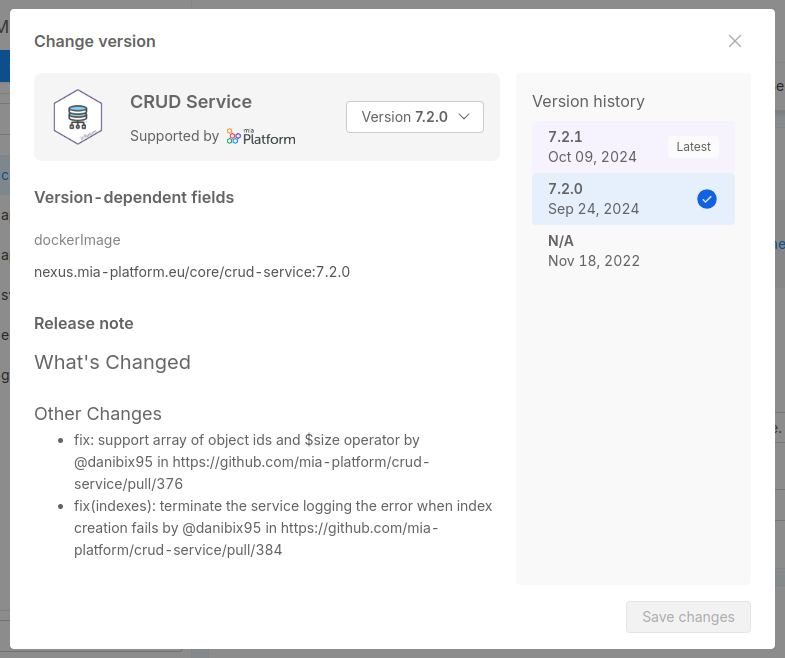 Change version
CRUD Service
Supported by mia Platform
Version 7.2.0
Version-dependent fields
dockerImage
nexus.mia-platform.eu/core/crud-service:7.2.0
Release note
What's Changed
Other Changes
fix: support array of object ids and $size operator by
@danibix95 in https://github.com/mia-platform/crud-
service/pull/376
fix(indexes): terminate the service logging the error when index
creation fails by @danibix95 in https://github.com/mia-
platform/crud-service/pull/384
Version history
7.2.1
Oct 09, 2024
Latest
7.2.0
Sep 24, 2024
N/A
Nov 18, 2022
Save changes